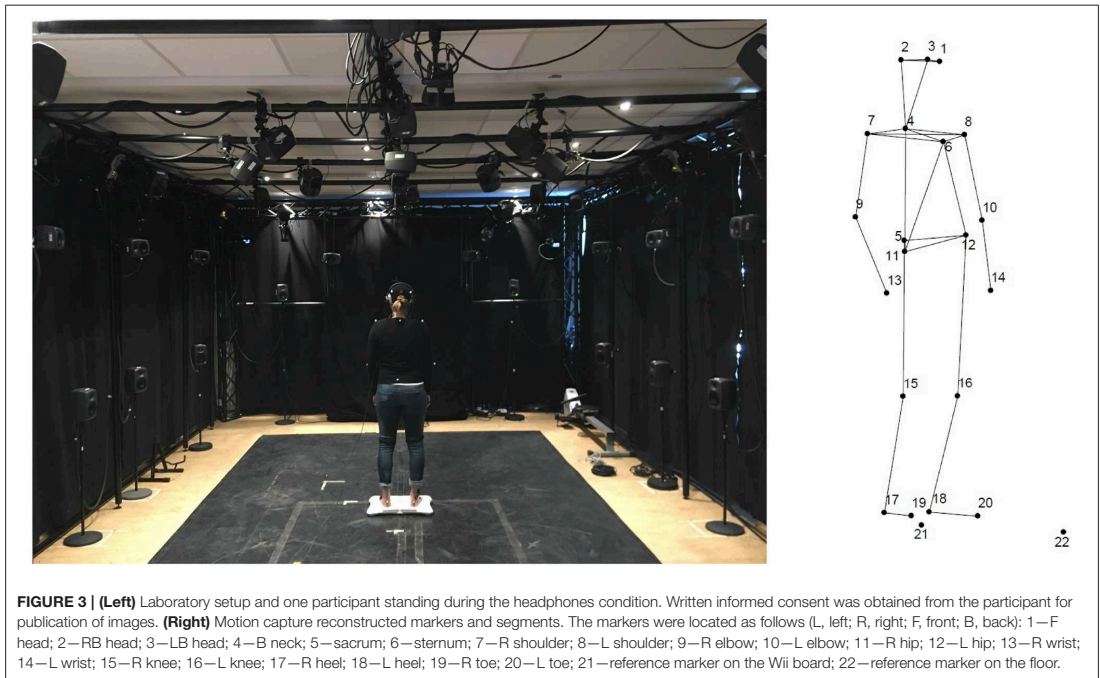 2 3 1
4
7 8
6
9 10
5 12
11
13 14
15 16
17 19 18 20
21
22
FIGURE 3 | (Left) Laboratory setup and one participant standing during the headphones condition. Written informed consent was obtained from the participant for
publication of images. (Right) Motion capture reconstructed markers and segments. The markers were located as follows (L, left; R, right; F, front; B, back): 1—F
head; 2—RB head; 3—LB head; 4—B neck; 5—sacrum; 6—sternum; 7—R shoulder; 8—L shoulder; 9—R elbow; 10—L elbow; 11—R hip; 12—L hip; 13—R wrist;
14—L wrist; 15—R knee; 16—L knee; 17—R heel; 18—L heel; 19—R toe; 20—L toe; 21—reference marker on the Wii board; 22—reference marker on the floor.